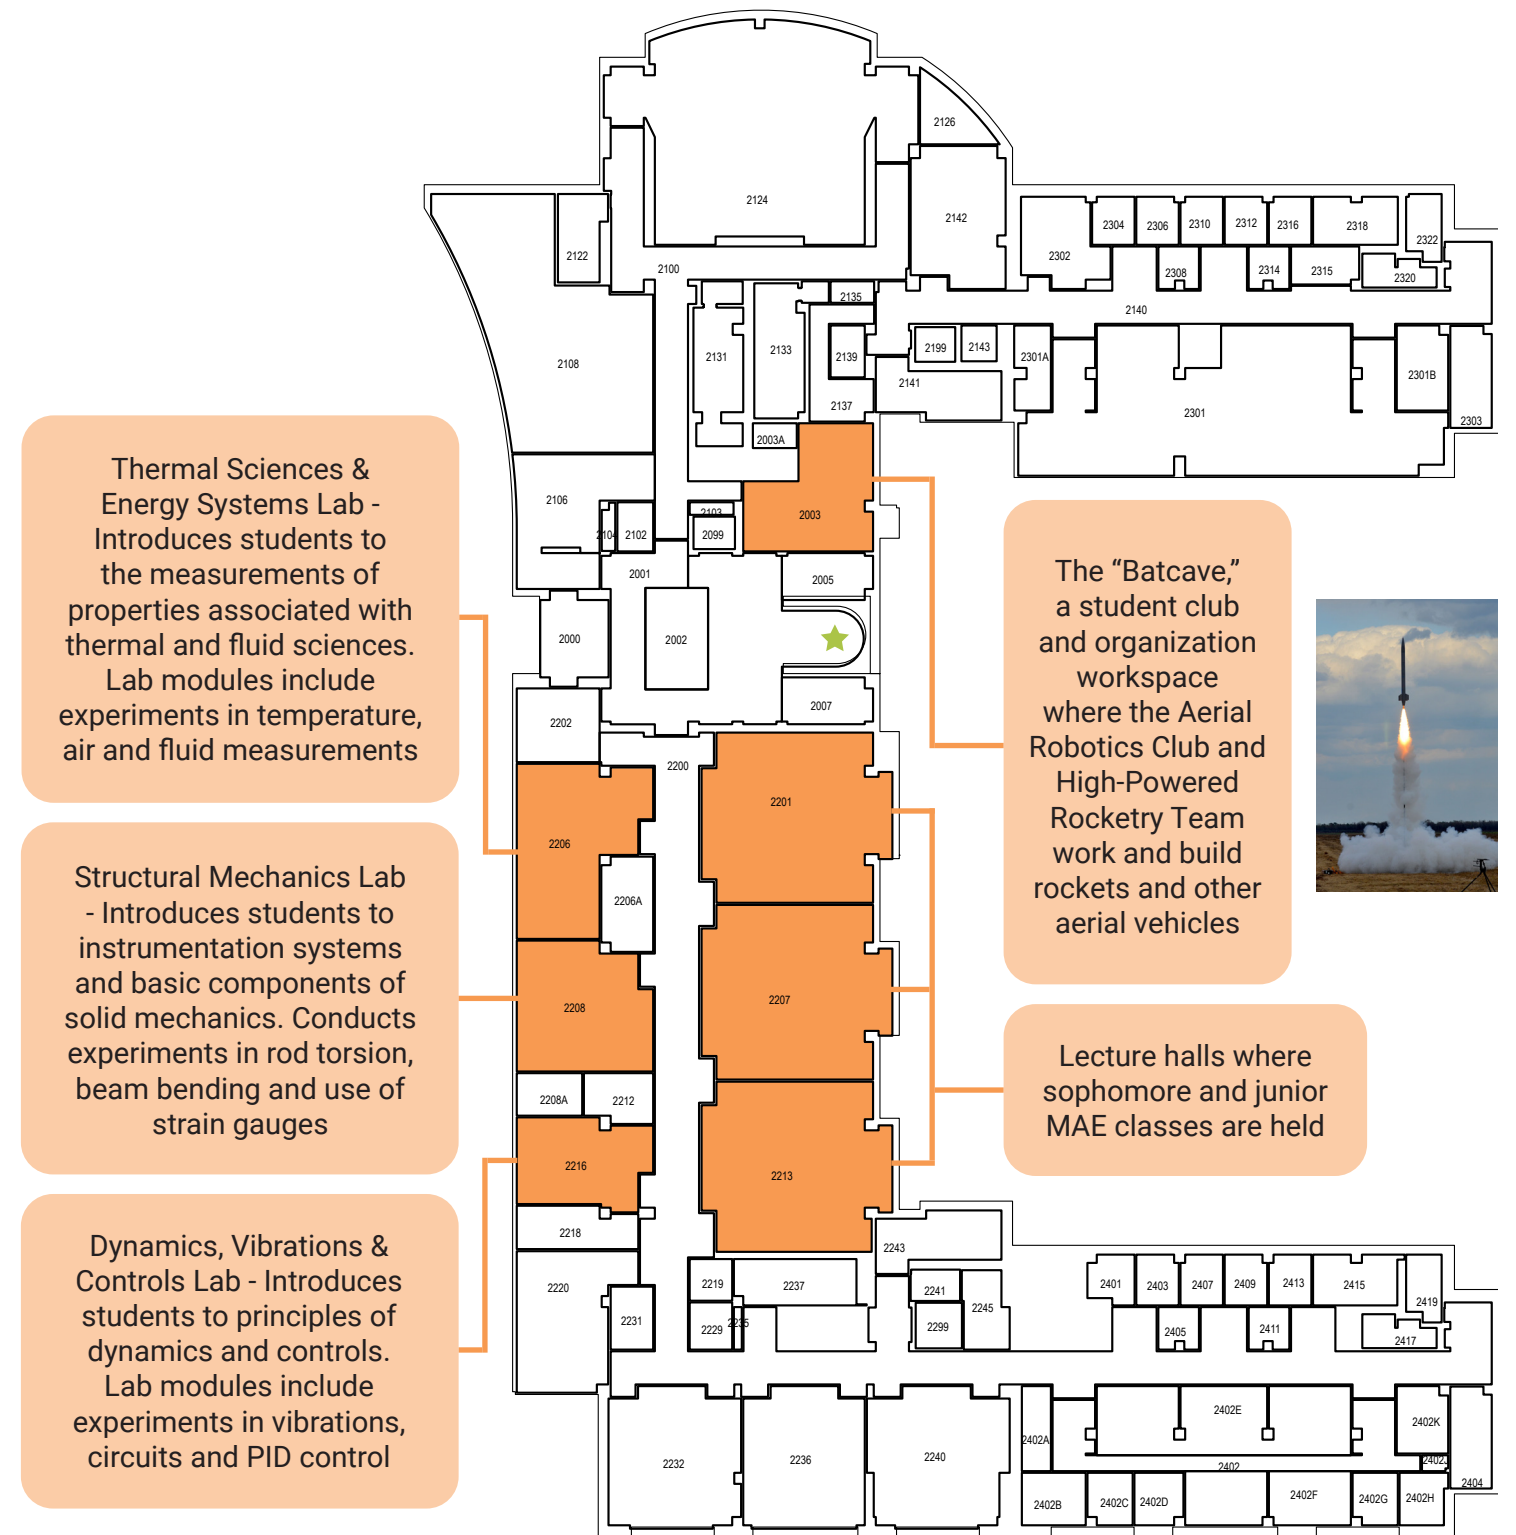 2126
2124
2142
2122
2100
2304
2306
2310
2312
2316
2318
2322
2302
2308
2314
2315
2320
2135
2140
2108
2131
2133
2139
2199
2143
2301A
2141
2301B
2137
2301
2303
2003A
2106
2104
2102
2103
2099
2003
2001
2005
2000
2002
2007
2202
2200
2201
2206
2206A
2207
2208
2208A
2212
2216
2213
2218
2220
2243
2219
2237
2241
2245
2231
2229
2235
2299
2401
2403
2407
2409
2413
2415
2419
2405
2411
2417
2232
2236
2240
2402A
2402E
2402K
2402
2402J
2404
2402B
2402C
2402D
2402F
2402G
2402H
Thermal Sciences &
Energy Systems Lab -
Introduces students to
the measurements of
properties associated with
thermal and fluid sciences.
Lab modules include
experiments in temperature,
air and fluid measurements
Structural Mechanics Lab
- Introduces students to
instrumentation systems
and basic components of
solid mechanics. Conducts
experiments in rod torsion,
beam bending and use of
strain gauges
Dynamics, Vibrations &
Controls Lab - Introduces
students to principles of
dynamics and controls.
Lab modules include
experiments in vibrations,
circuits and PID control
The “Batcave,”
a student club
and organization
workspace
where the Aerial
Robotics Club and
High-Powered
Rocketry Team
work and build
rockets and other
aerial vehicles
Lecture halls where
sophomore and junior
MAE classes are held